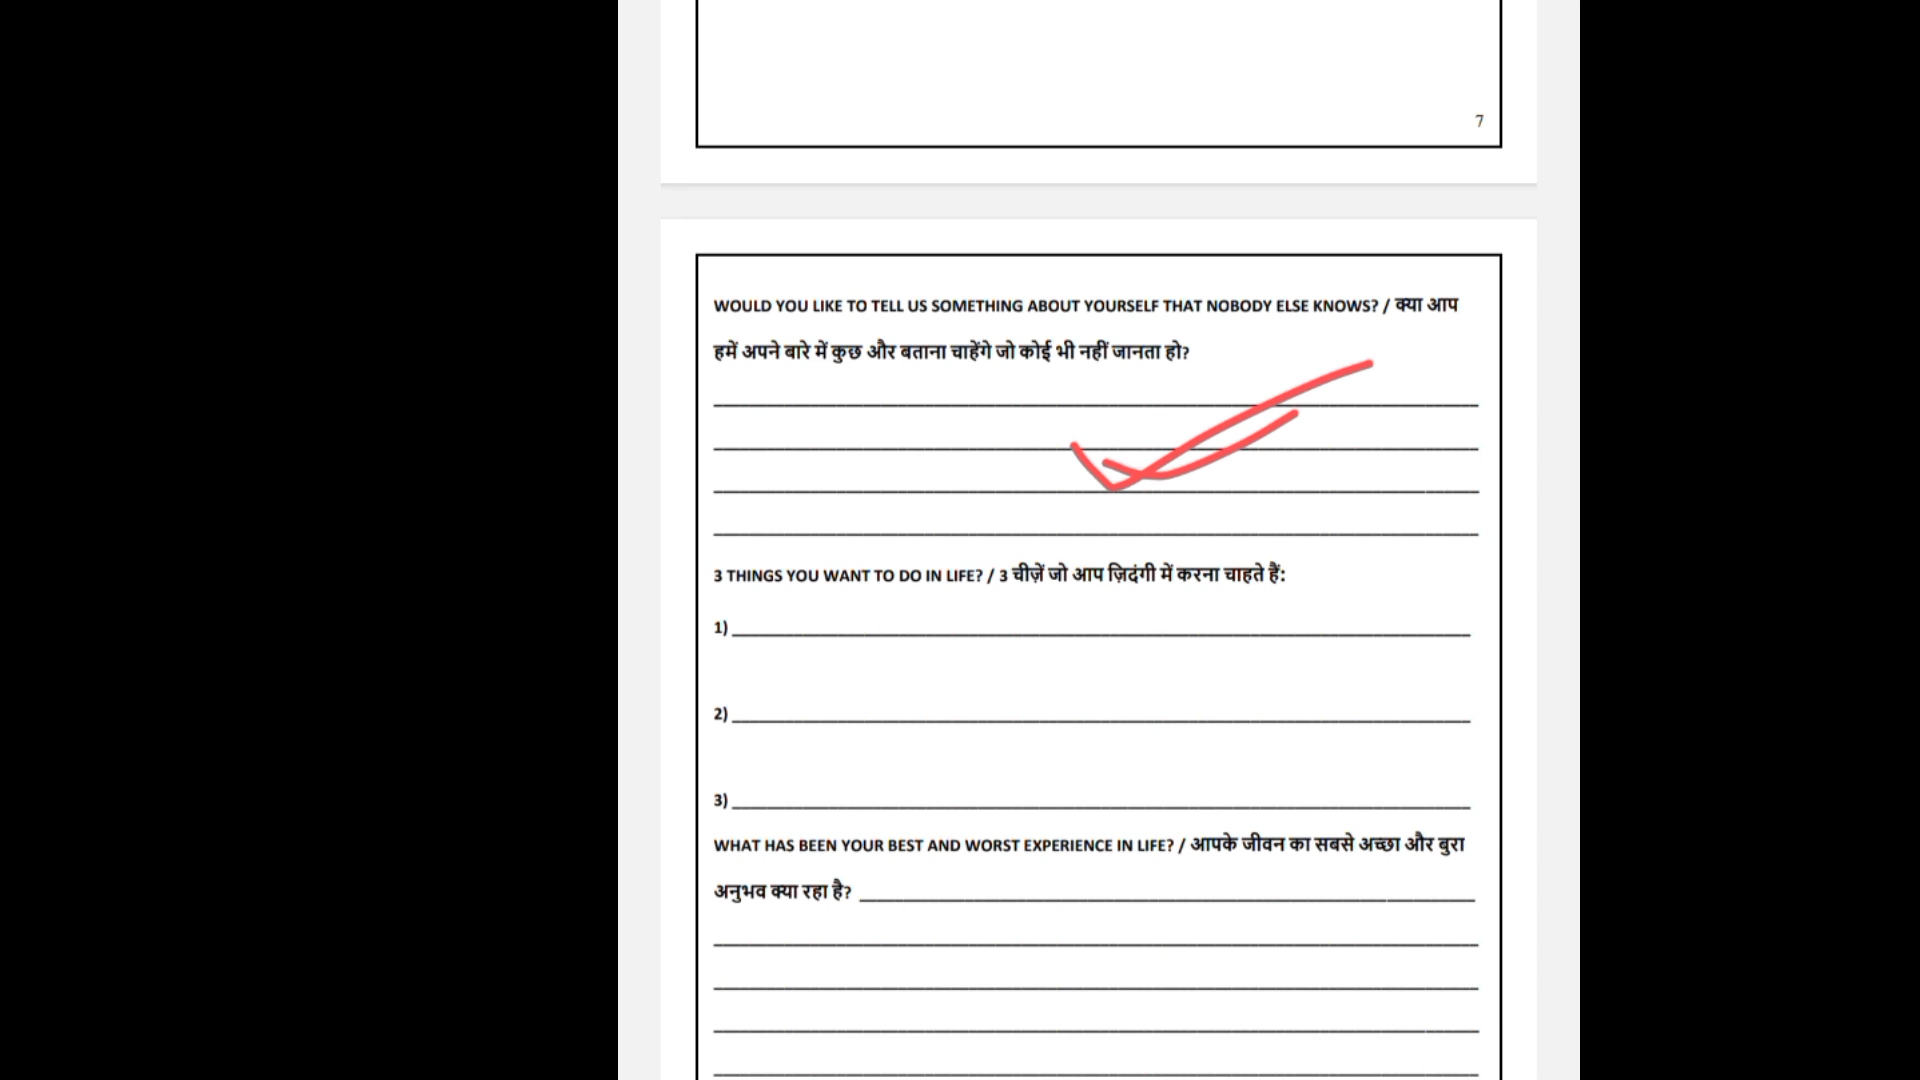 7
WOULD YOU LIKE TO TELL US SOMETHING ABOUT YOURSELF THAT NOBODY ELSE KNOWS? / क्या आप
हमें अपने बारे में कुछ और बताना चाहेंगे जो कोई भी नहीं जानता हो?
3 THINGS YOU WANT TO DO IN LIFE? / 3 चीज़ें जो आप ज़िदंगी में करना चाहते हैं:
1)
2)
3)
WHAT HAS BEEN YOUR BEST AND WORST EXPERIENCE IN LIFE? / आपके जीवन का सबसे अच्छा और बुरा
अनुभव क्या रहा है?